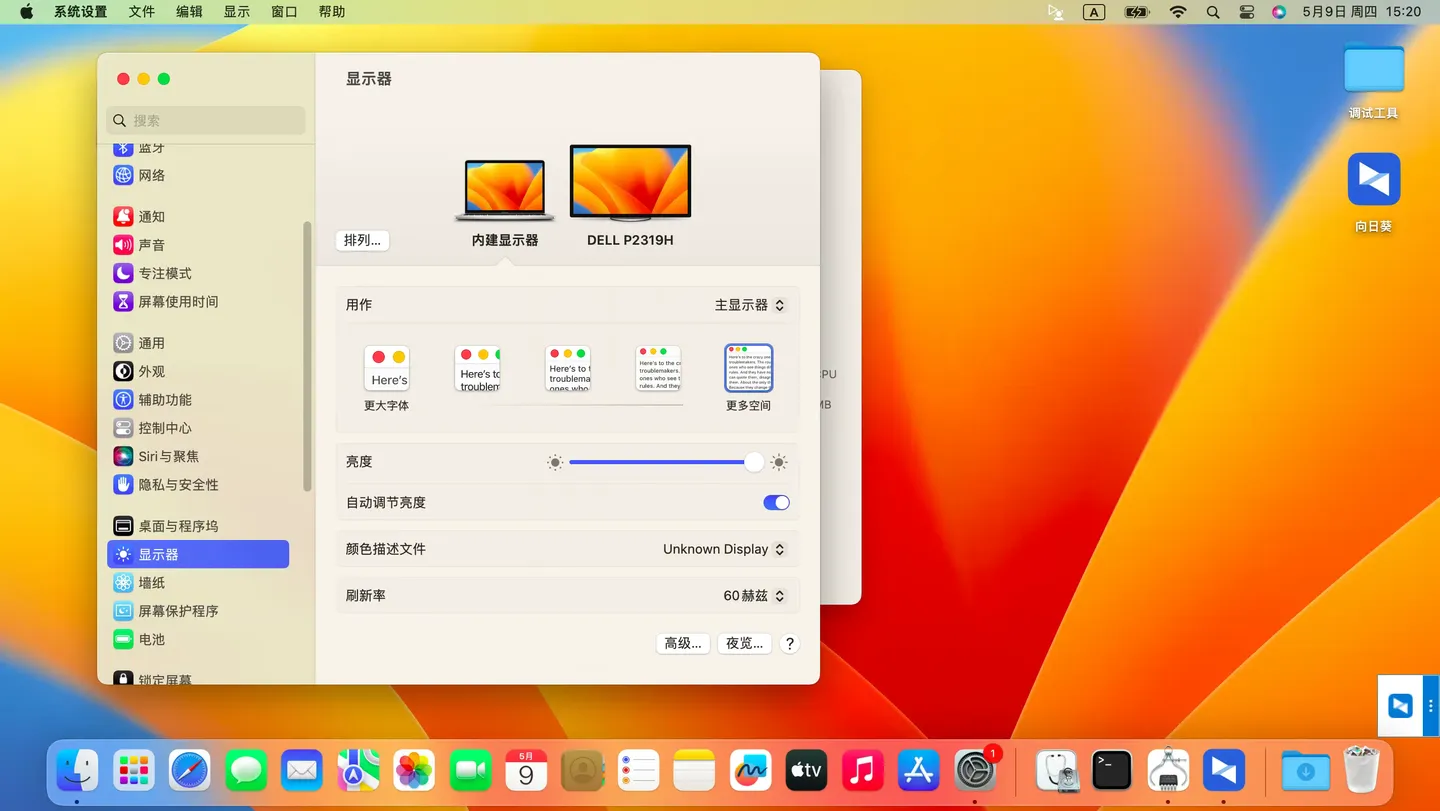 系统设置 文件 编辑 显示 窗口 帮助
A
5月9日 周四 15:20
搜索
蓝牙
网络
通知
声音
专注模式
屏幕使用时间
通用
外观
辅助功能
控制中心
Siri与聚焦
隐私与安全性
桌面与程序坞
显示器
墙纸
屏幕保护程序
电池
锁定屏幕
显示器
排列...
内建显示器
DELL P2319H
用作
主显示器
Here's
Here's to
troublem
Here's to t
troublema
ones who
Here's to the cr
troublemakers.
ones who see t
rules. And they
更大字体
更多空间
亮度
自动调节亮度
颜色描述文件
Unknown Display
刷新率
60赫兹
高级...
夜览...
?
PU
MB
调试工具
向日葵
5月
9
tv
1
>_